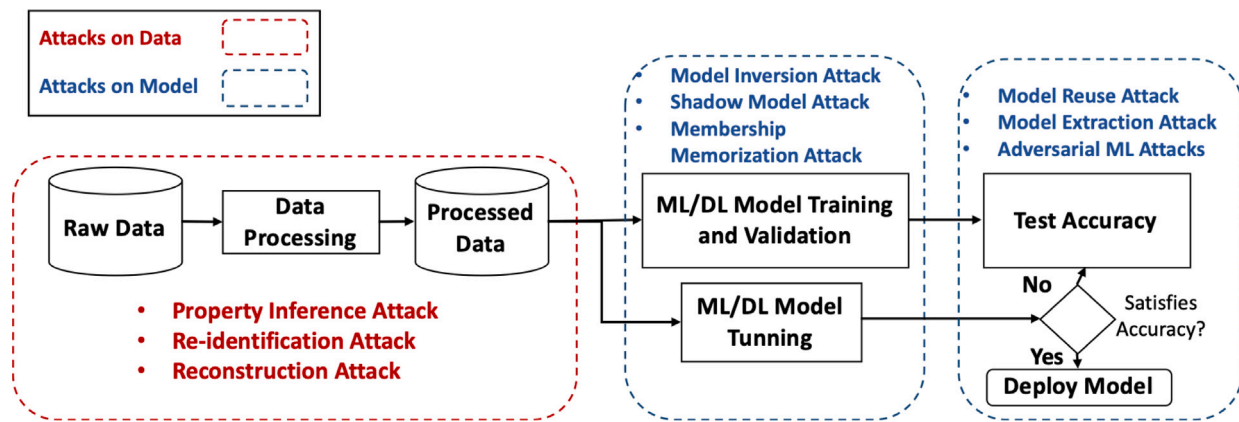 Attacks on Data
Attacks on Model
• Model Inversion Attack
• Shadow Model Attack
• Membership
Memorization Attack
• Model Reuse Attack
• Model Extraction Attack
• Adversarial ML Attacks
Raw Data
Data
Processing
Processed
Data
ML/DL Model Training
and Validation
Test Accuracy
• Property Inference Attack
• Re-identification Attack
• Reconstruction Attack
ML/DL Model
Tunning
No
Satisfies
Accuracy?
Yes
Deploy Model